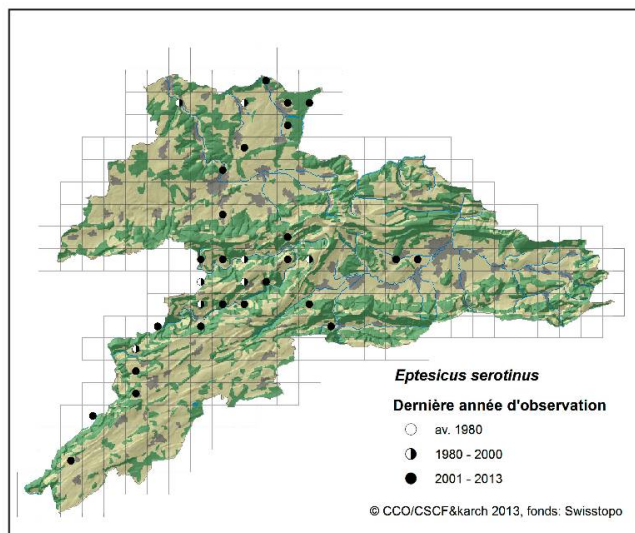 Eptesicus serotinus
Dernière année d'observation
av. 1980
1980 - 2000
2001 - 2013
© CCO/CSCF&karch 2013, fonds: Swisstopo